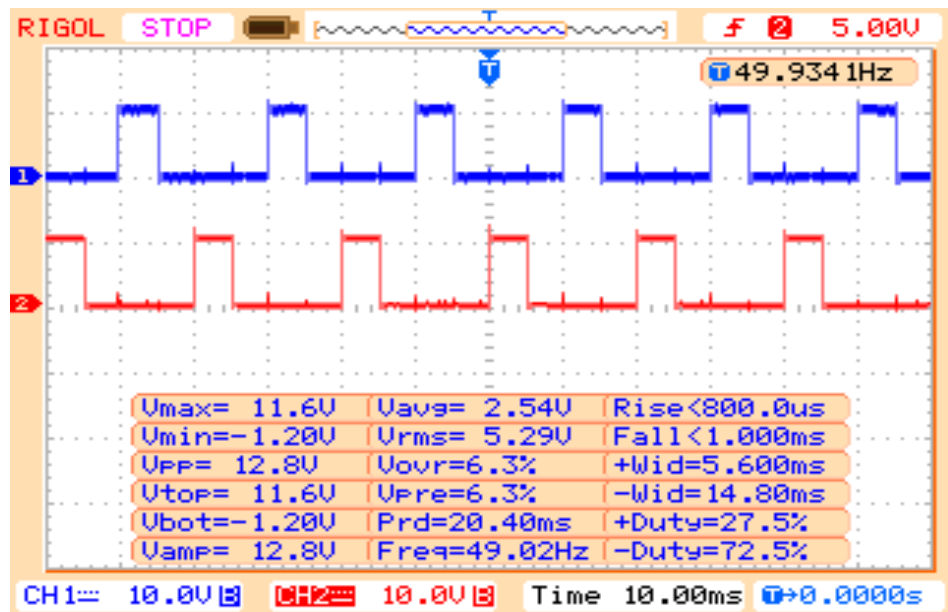 RIGOL STOP T f 2 5.00V
T 49.9341Hz
T
1
2
Vmax= 11.6V Vavg= 2.54V Rise<800.0us
Vmin=-1.20V Vrms= 5.29V Fall<1.000ms
Vpp= 12.8V Vovr=6.3% +Wid=5.600ms
Vtop= 11.6V Vpre=6.3% -Wid=14.80ms
Vbot=-1.20V Prd=20.40ms +Duty=27.5%
Vamp= 12.8V Freq=49.02Hz -Duty=72.5%
CH1 10.0V B CH2 10.0V B Time 10.00ms T→0.0000s